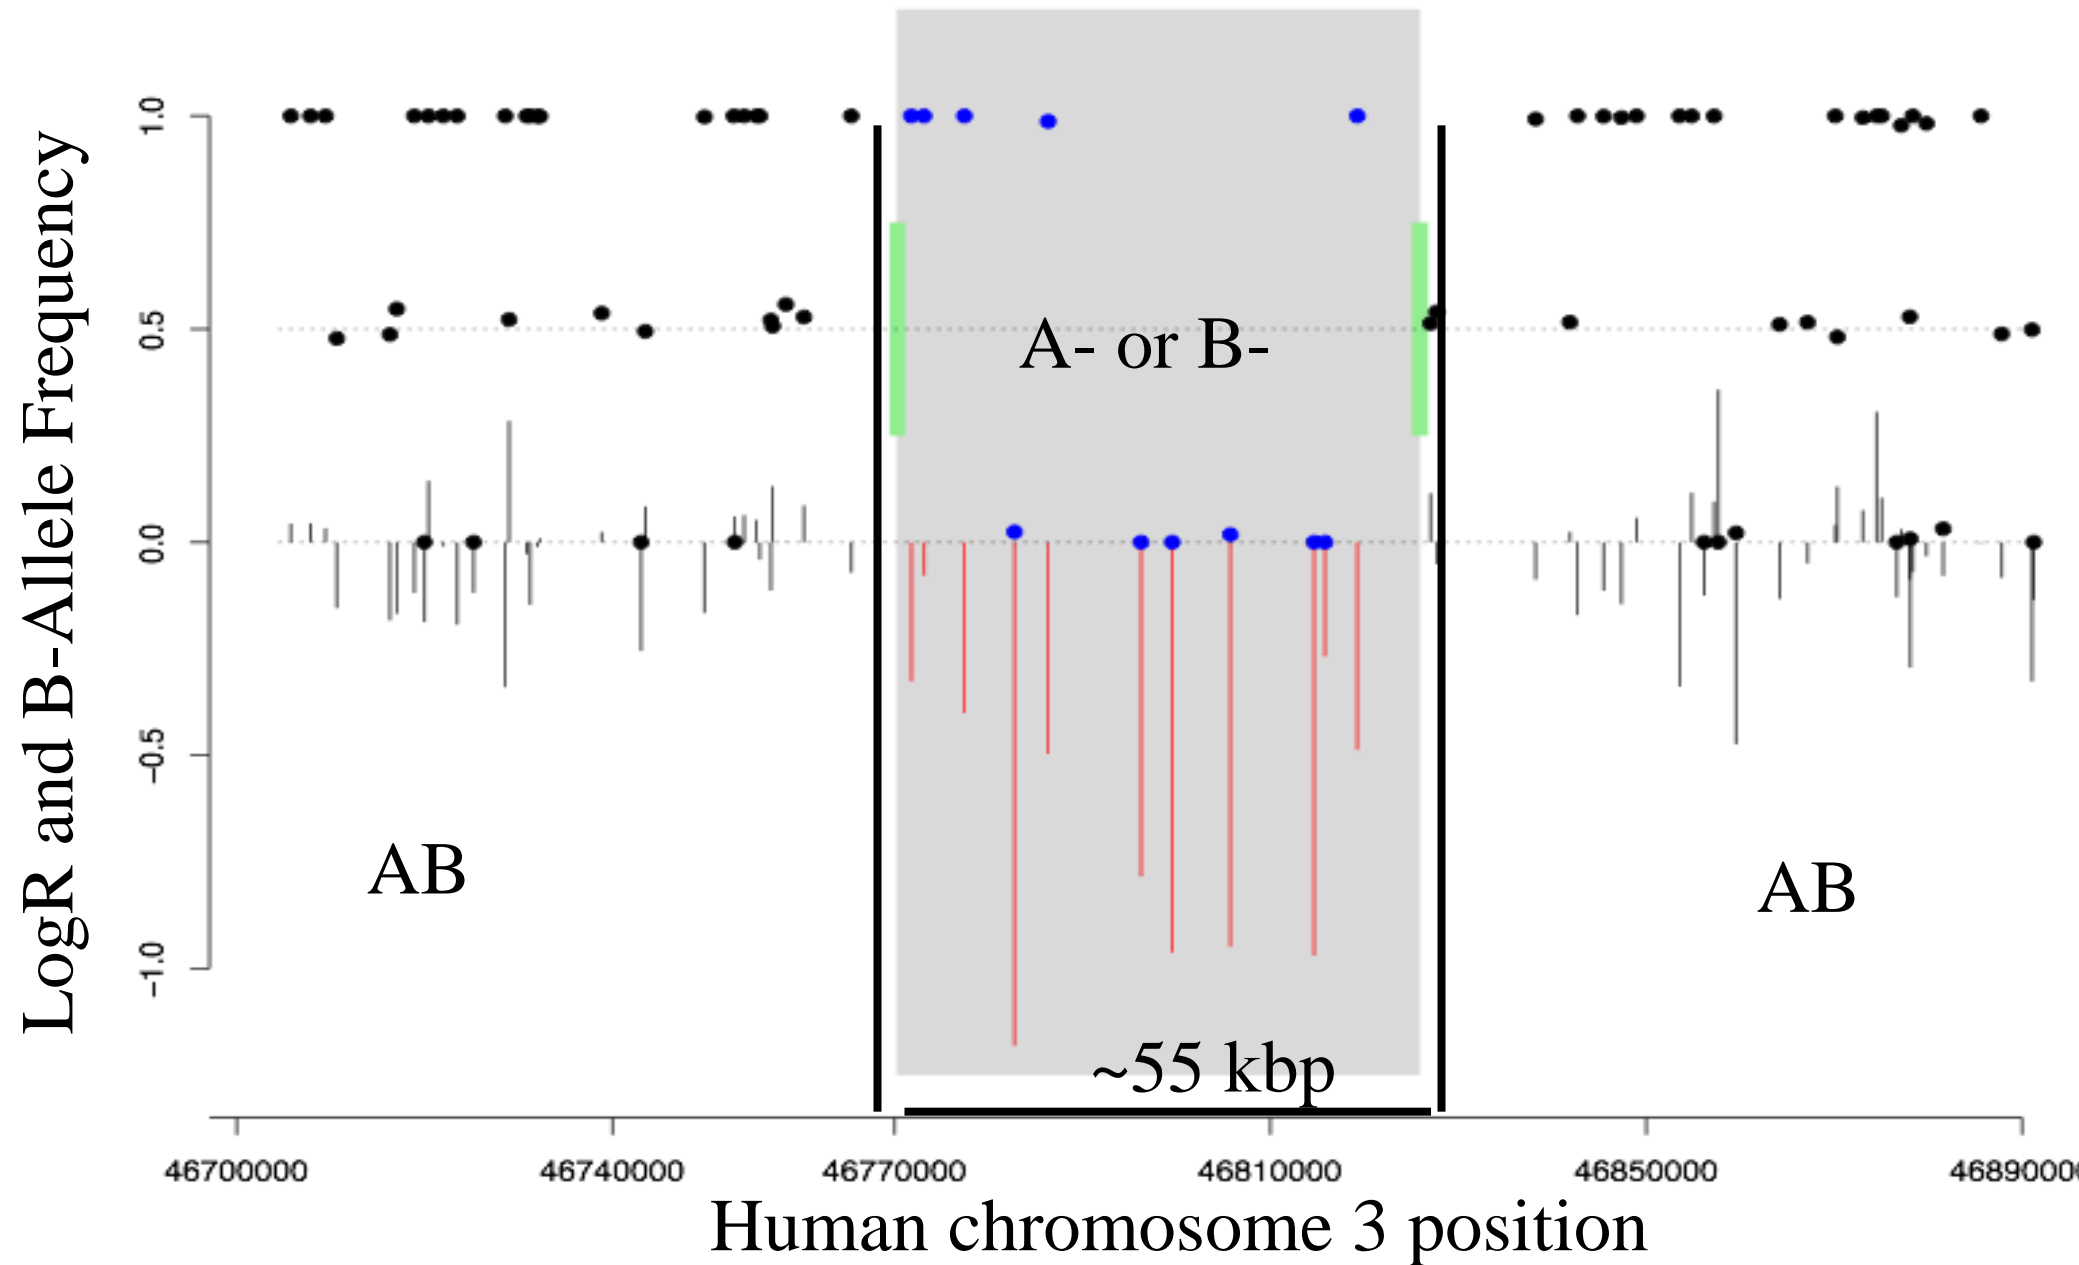 LogR and B-Allele Frequency
1.0
0.5
0.0
−0.5
−1.0
A- or B-
AB
AB
~55 kbp
46700000 46740000 46770000 46810000 46850000 4689000
Human chromosome 3 position